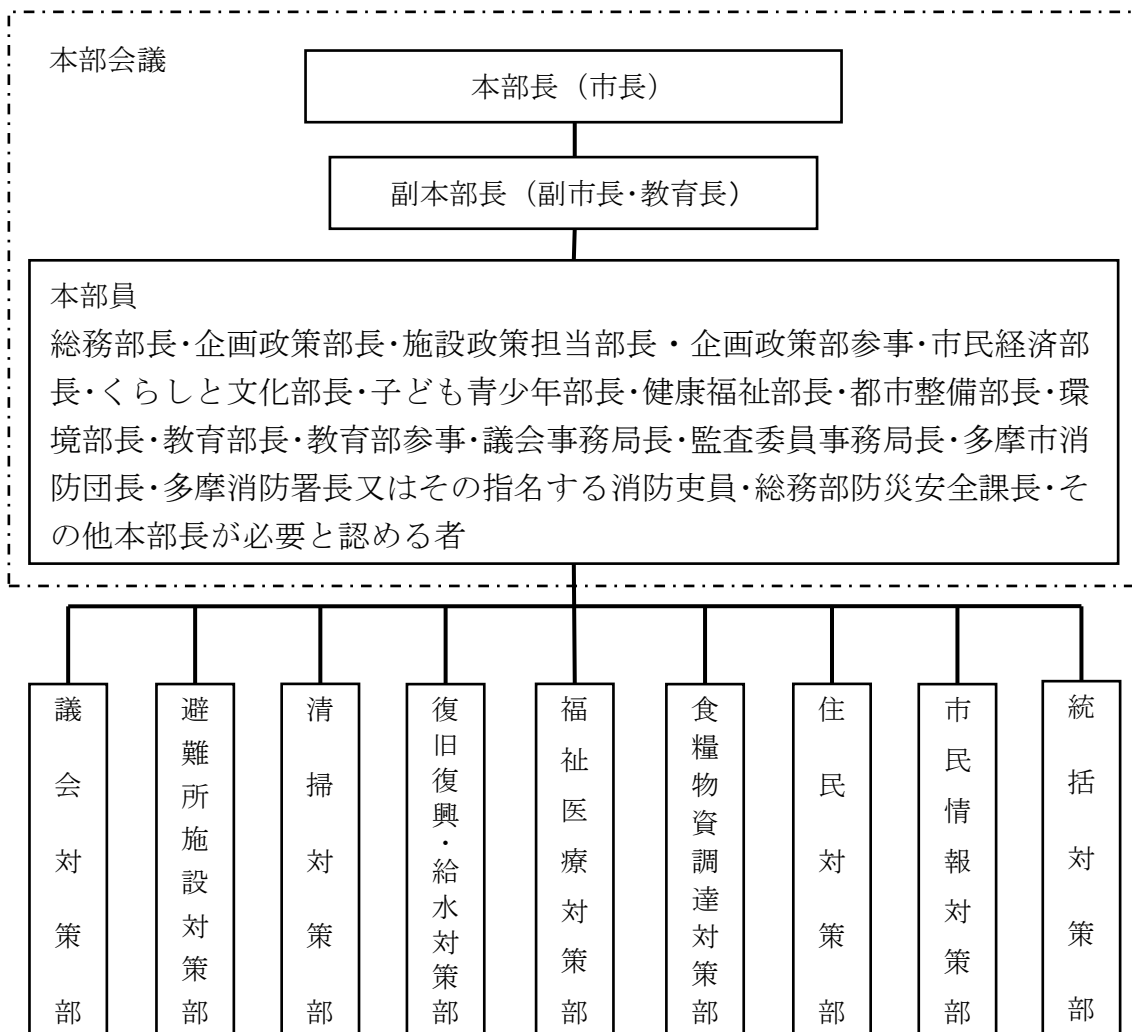 本部会議
本部長（市長）
副本部長（副市長･教育長）
本部員
総務部長･企画政策部長･施設政策担当部長・企画政策部参事･市民経済部
長･くらしと文化部長･子ども青少年部長･健康福祉部長･都市整備部長･環
境部長･教育部長･教育部参事･議会事務局長･監査委員事務局長･多摩市消
防団長･多摩消防署長又はその指名する消防吏員･総務部防災安全課長･そ
の他本部長が必要と認める者
議会対策部
避難所施設対策部
清掃対策部
復旧復興・給水対策部
福祉医療対策部
食糧物資調達対策部
住民対策部
市民情報対策部
統括対策部